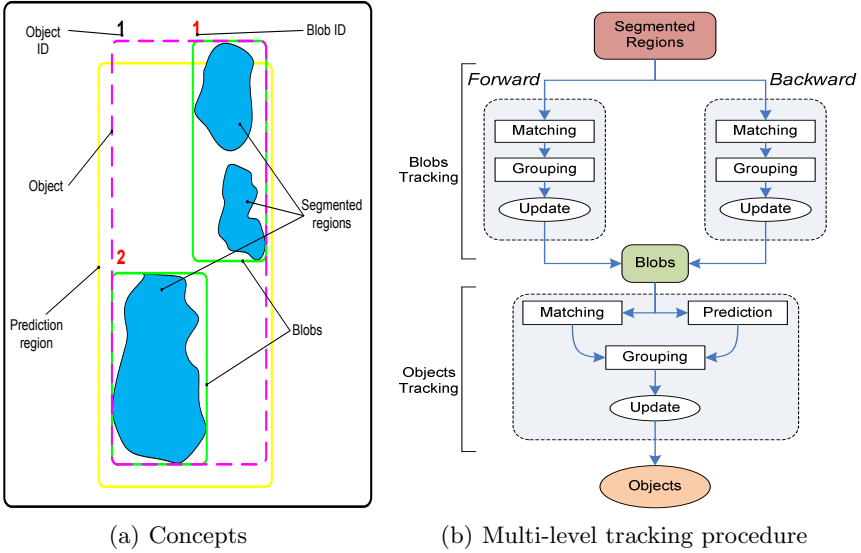 Object
ID
1
1
Blob ID
Object
Segmented
regions
2
Prediction
region
Blobs
(a) Concepts
Segmented
Regions
Forward
Backward
Blobs
Tracking
Matching
Grouping
Update
Matching
Grouping
Update
Blobs
Objects
Tracking
Matching
Prediction
Grouping
Update
Objects
(b) Multi-level tracking procedure